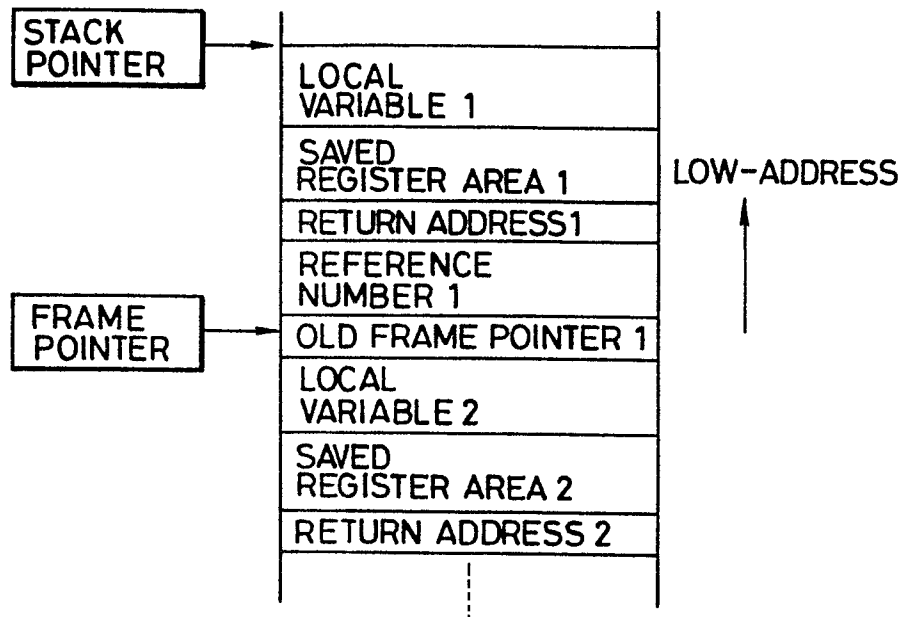 STACK
POINTER
LOCAL
VARIABLE 1
SAVED
REGISTER AREA 1
LOW-ADDRESS
RETURN ADDRESS1
REFERENCE
NUMBER 1
FRAME
POINTER
OLD FRAME POINTER 1
LOCAL
VARIABLE 2
SAVED
REGISTER AREA 2
RETURN ADDRESS 2